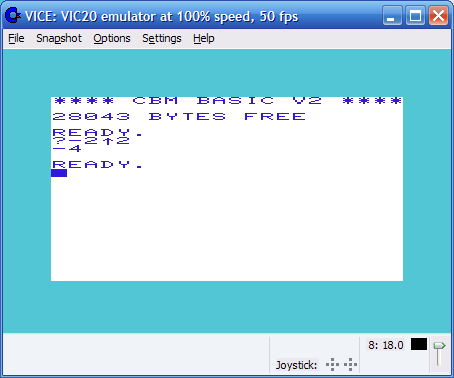 VICE: VIC20 emulator at 100% speed, 50 fps
File Snapshot Options Settings Help
**** CBM BASIC V2 ****
28043 BYTES FREE
READY.
?-2↑2
-4
READY.
8: 18.0
Joystick: